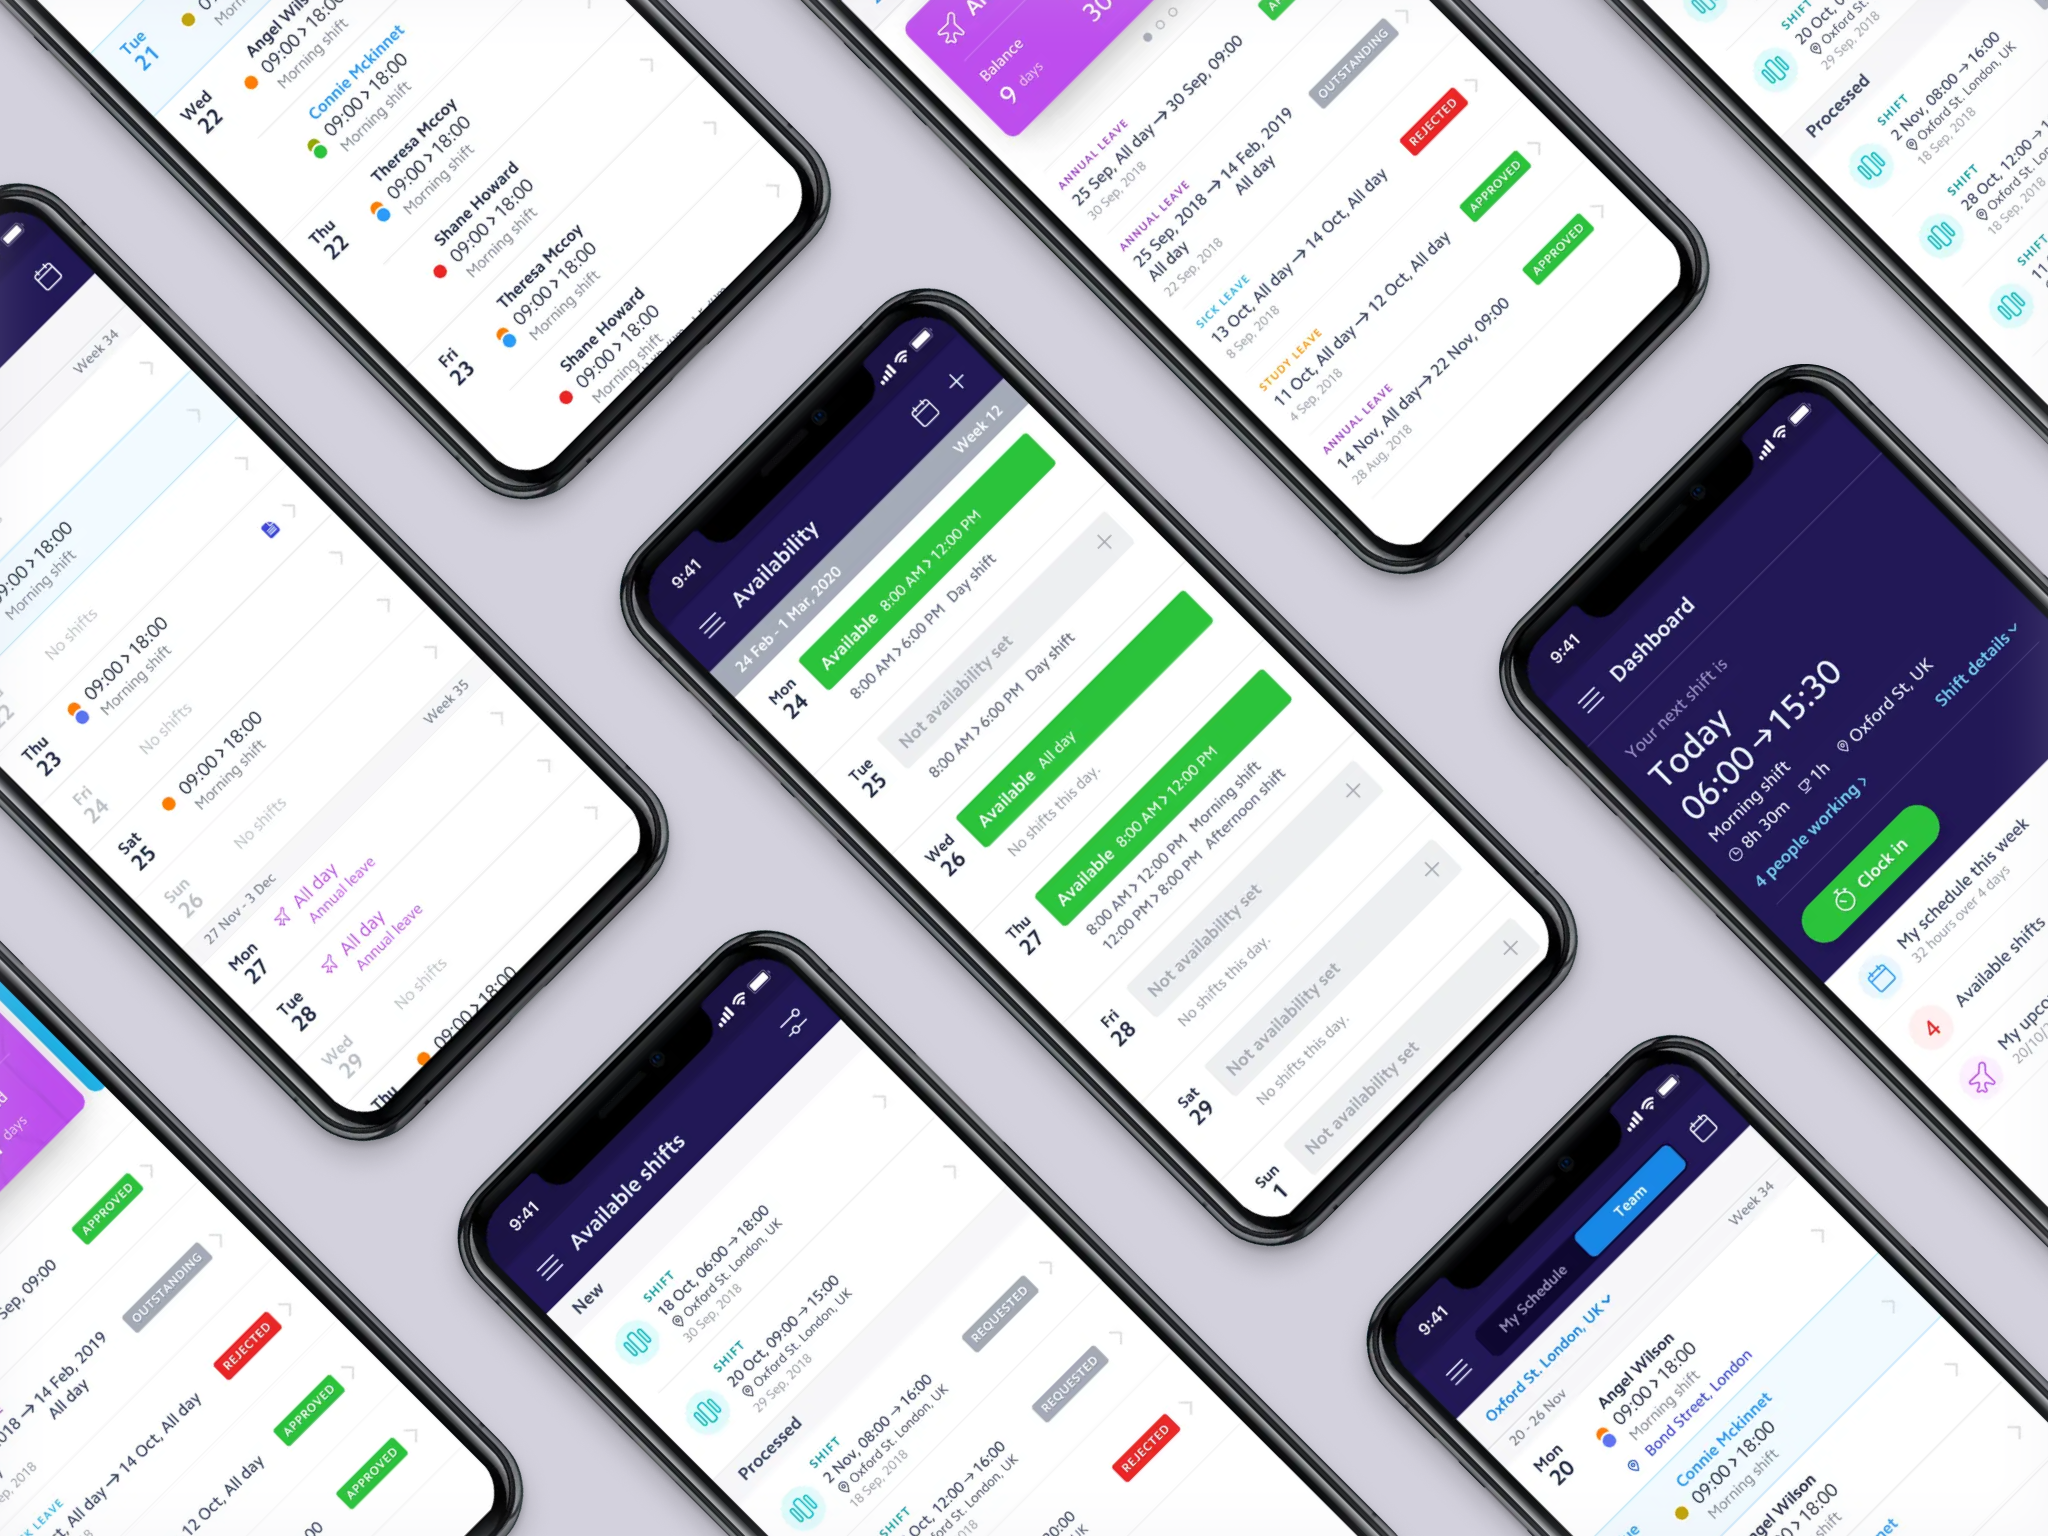 Tue
21
Angel Wilson
09:00 > 18:00
Morning shift
Wed
22
Connie Mckinnet
09:00 > 18:00
Morning shift
Theresa Mccoy
09:00 > 18:00
Morning shift
Thu
22
Shane Howard
09:00 > 18:00
Morning shift
Theresa Mccoy
09:00 > 18:00
Morning shift
Fri
23
Shane Howard
09:00 > 18:00
Morning shift
Balance
9 days
30
ANNUAL LEAVE
25 Sep, All day → 30 Sep, 09:00
30 Sep, 2018
OUTSTANDING
ANNUAL LEAVE
25 Sep, 2018 → 14 Feb, 2019
All day
All day
22 Sep, 2018
REJECTED
SICK LEAVE
13 Oct, All day → 14 Oct, All day
8 Sep, 2018
APPROVED
STUDY LEAVE
11 Oct, All day → 12 Oct, All day
4 Sep, 2018
APPROVED
ANNUAL LEAVE
14 Nov, All day → 22 Nov, 09:00
28 Aug, 2018
SHIFT
20 Oct,
Oxford St.
29 Sep, 2018
Processed
SHIFT
2 Nov, 08:00 → 16:00
Oxford St. London, UK
18 Sep, 2018
SHIFT
28 Oct, 12:00 →
Oxford St.
18 Sep, 2018
SHIFT
11
Week 34
09:00 > 18:00
Morning shift
No shifts
22
Thu
23
09:00 > 18:00
Morning shift
Fri
24
No shifts
Sat
25
09:00 > 18:00
Morning shift
Sun
26
No shifts
27 Nov - 3 Dec
Week 35
Mon
27
All day
Annual leave
Tue
28
All day
Annual leave
Wed
29
No shifts
Thu
09:00 > 18:00
9:41
Availability
24 Feb - 1 Mar, 2020
Week 12
Mon
24
Available 8:00 AM > 12:00 PM
8:00 AM > 6:00 PM Day shift
Tue
25
Not availability set
8:00 AM > 6:00 PM Day shift
Wed
26
Available All day
No shifts this day.
Thu
27
Available 8:00 AM > 12:00 PM
8:00 AM > 12:00 PM Morning shift
12:00 PM > 8:00 PM Afternoon shift
Fri
28
Not availability set
No shifts this day.
Sat
29
Not availability set
No shifts this day.
Sun
1
Not availability set
9:41
Dashboard
Your next shift is
Today
06:00 → 15:30
Morning shift
8h 30m 1h Oxford St, UK
4 people working >
Shift details
Clock in
My schedule this week
32 hours over 4 days
4
Available shifts
My upco
20/10/
days
APPROVED
Sep, 09:00
OUTSTANDING
2018 → 14 Feb, 2019
All day
REJECTED
LEAVE
Oct, All day → 14 Oct, All day
APPROVED
12 Oct, All day
APPROVED
9:41
Available shifts
New
SHIFT
18 Oct, 06:00 → 18:00
Oxford St. London, UK
30 Sep, 2018
SHIFT
20 Oct, 09:00 → 15:00
Oxford St. London, UK
29 Sep, 2018
Processed
REQUESTED
SHIFT
2 Nov, 08:00 → 16:00
Oxford St. London, UK
18 Sep, 2018
REQUESTED
SHIFT
Oct, 12:00 → 16:00
Oxford St. London, UK
Sep, 2018
REJECTED
9:41
My Schedule
Team
Oxford St. London, UK
20 - 26 Nov
Week 34
Mon
20
Angel Wilson
09:00 > 18:00
Morning shift
Bond Street, London
Connie Mckinnet
09:00 > 18:00
Morning shift
Angel Wilson
09:00 > 18:00